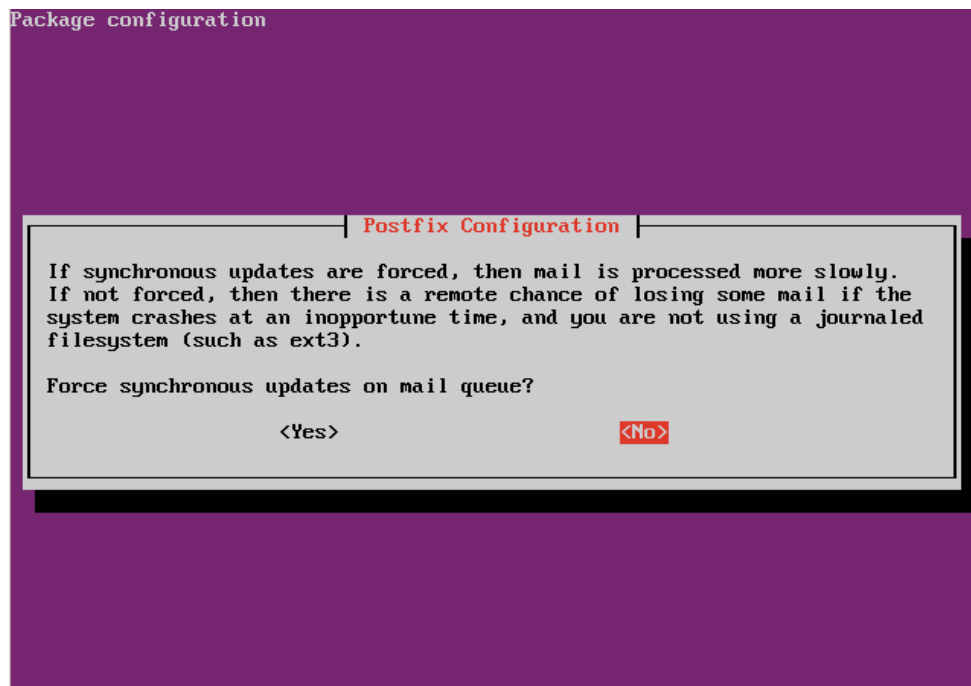 Package configuration
Postfix Configuration
If synchronous updates are forced, then mail is processed more slowly.
If not forced, then there is a remote chance of losing some mail if the
system crashes at an inopportune time, and you are not using a journaled
filesystem (such as ext3).
Force synchronous updates on mail queue?
<Yes> <No>